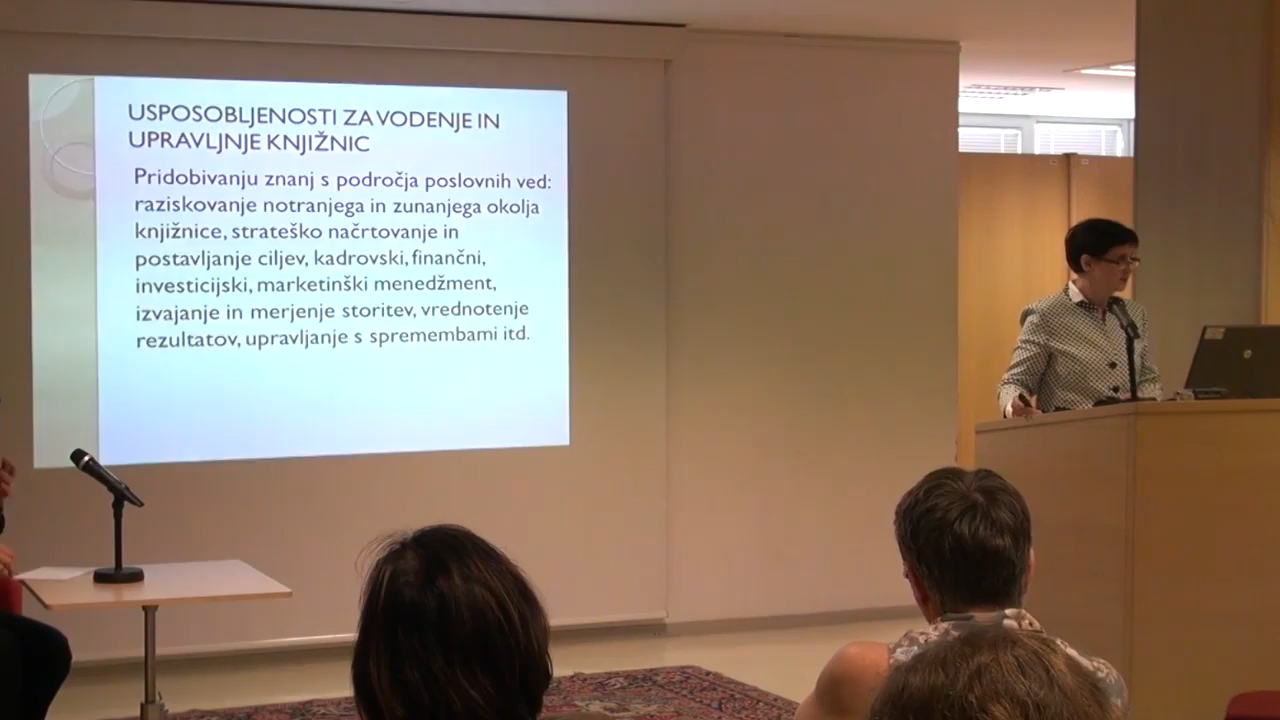 USPOSOBLJENOSTI ZA VODENJE IN
UPRAVLJNJE KNJIŽNIC
Pridobivanju znanj s področja poslovnih ved:
raziskovanje notranjega in zunanjega okolja
knjižnice, strateško načrtovanje in
postavljanje ciljev, kadrovski, finančni,
investicijski, marketinški menedžment,
izvajanje in merjenje storitev, vrednotenje
rezultatov, upravljanje s spremembami itd.